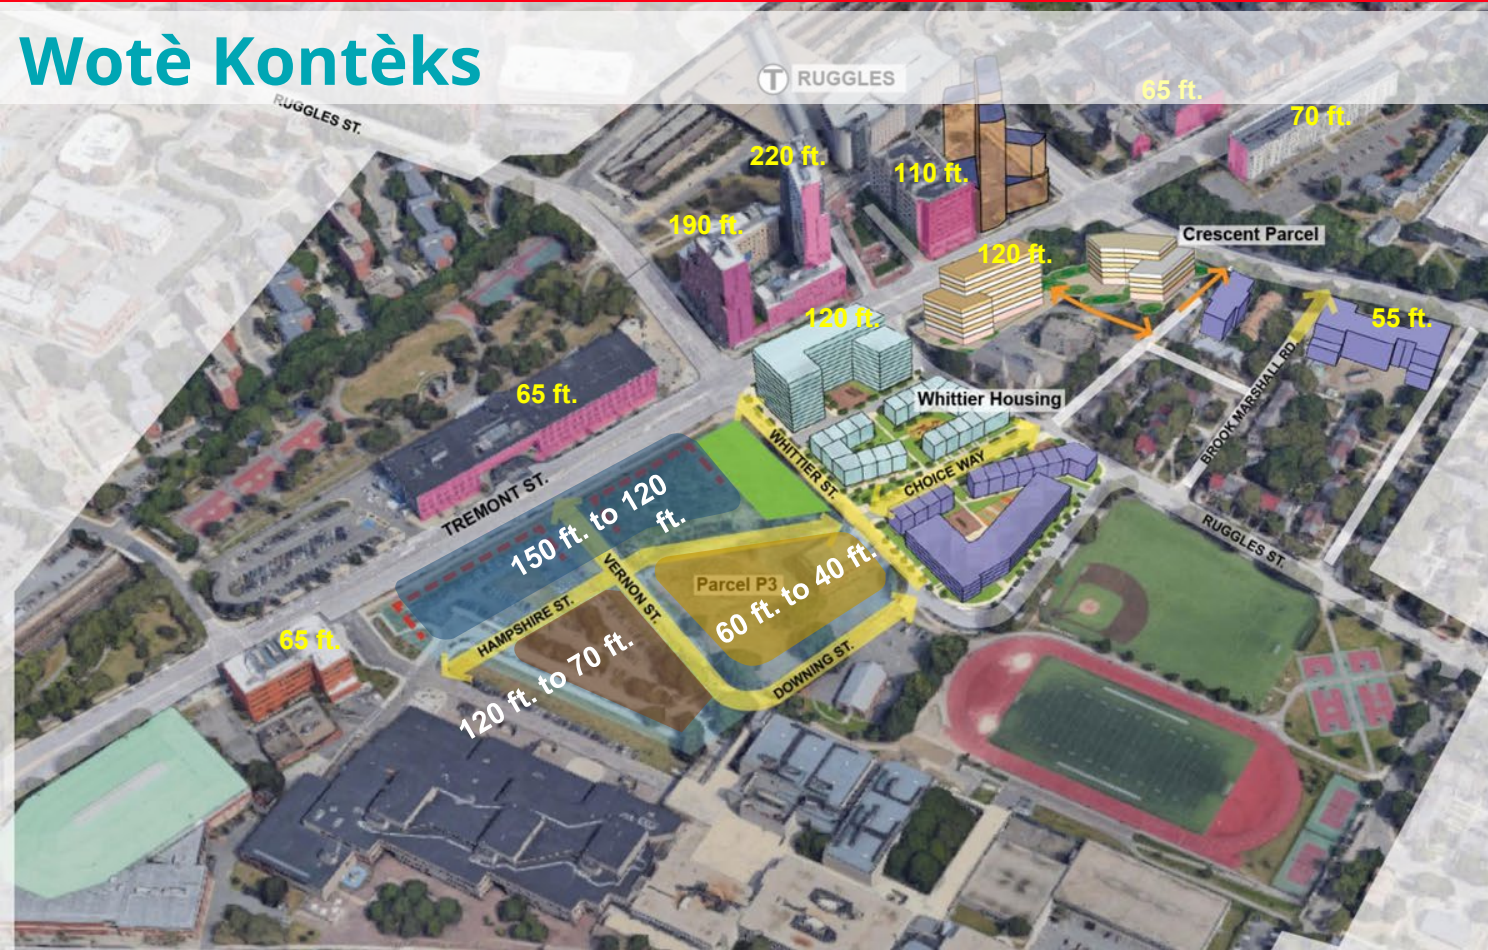 Wotè Kontèks
T RUGGLES
RUGGLES ST.
65 ft.
70 ft.
220 ft.
110 ft.
190 ft.
Crescent Parcel
120 ft.
120 ft.
55 ft.
65 ft.
Whittier Housing
BROOK MARSHALL RD
WHITTIER ST.
CHOICE WAY
TREMONT ST.
150 ft. to 120
ft.
RUGGLES ST.
VERNON ST.
Parcel P3
60 ft. to 40 ft.
HAMPSHIRE ST.
65 ft.
120 ft. to 70 ft.
DOWNING ST.